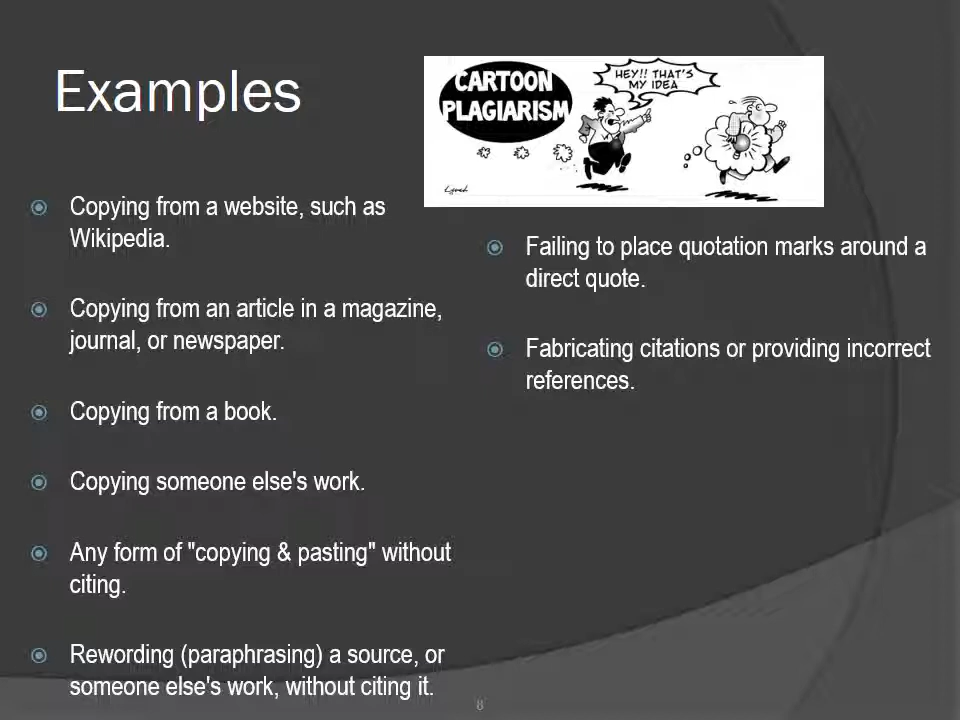 Examples
CARTOON
PLAGIARISM
HEY!! THAT'S
MY IDEA
Lynch
Copying from a website, such as
Wikipedia.
Copying from an article in a magazine,
journal, or newspaper.
Copying from a book.
Copying someone else's work.
Any form of "copying & pasting" without
citing.
Rewording (paraphrasing) a source, or
someone else's work, without citing it.
Failing to place quotation marks around a
direct quote.
Fabricating citations or providing incorrect
references.
8